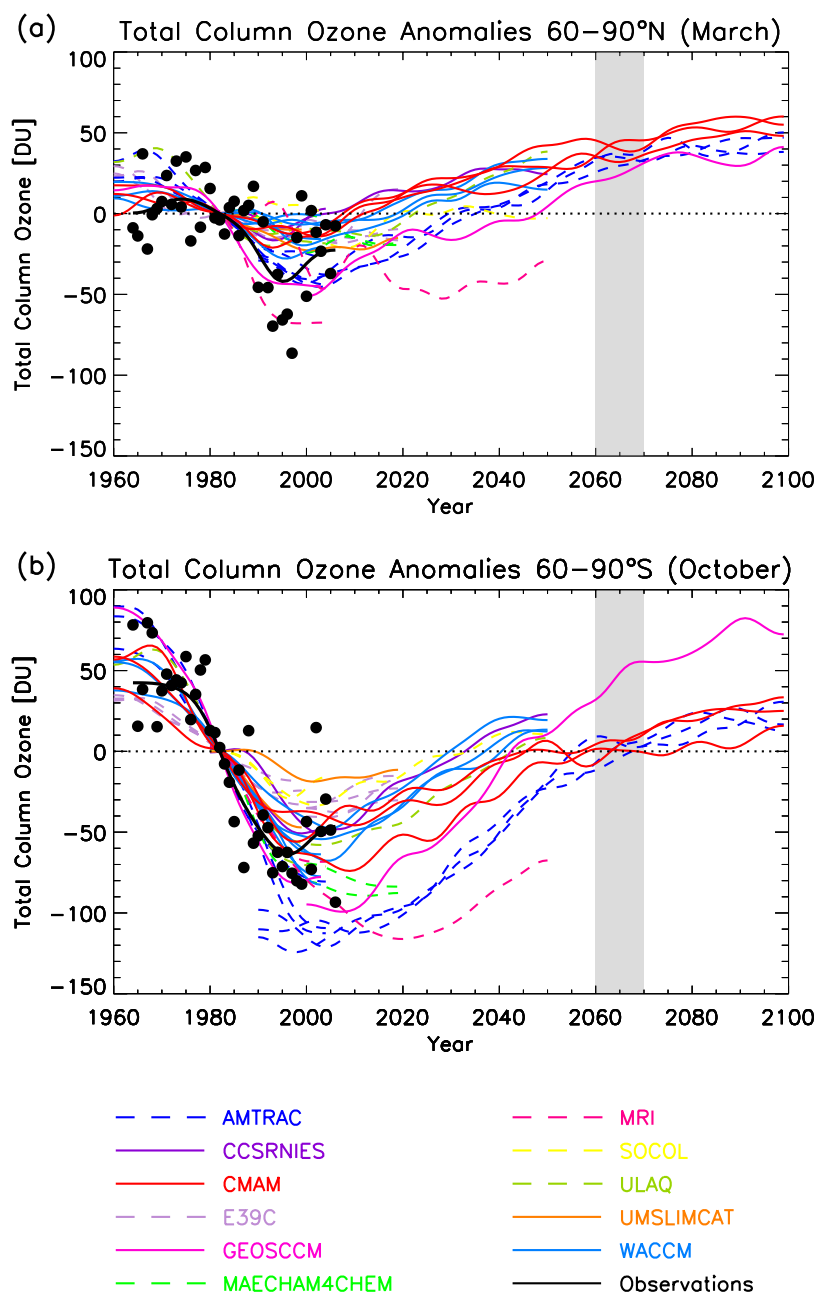 (a) Total Column Ozone Anomalies 60−90°N (March)
100
50
0
−50
−100
−150
Total Column Ozone [DU]
1960 1980 2000 2020 2040 2060 2080 2100
Year
(b) Total Column Ozone Anomalies 60−90°S (October)
100
50
0
−50
−100
−150
Total Column Ozone [DU]
1960 1980 2000 2020 2040 2060 2080 2100
Year
AMTRAC
CCSRNIES
CMAM
E39C
GEOSCCM
MAECHAM4CHEM
MRI
SOCOL
ULAQ
UMSLIMCAT
WACCM
Observations